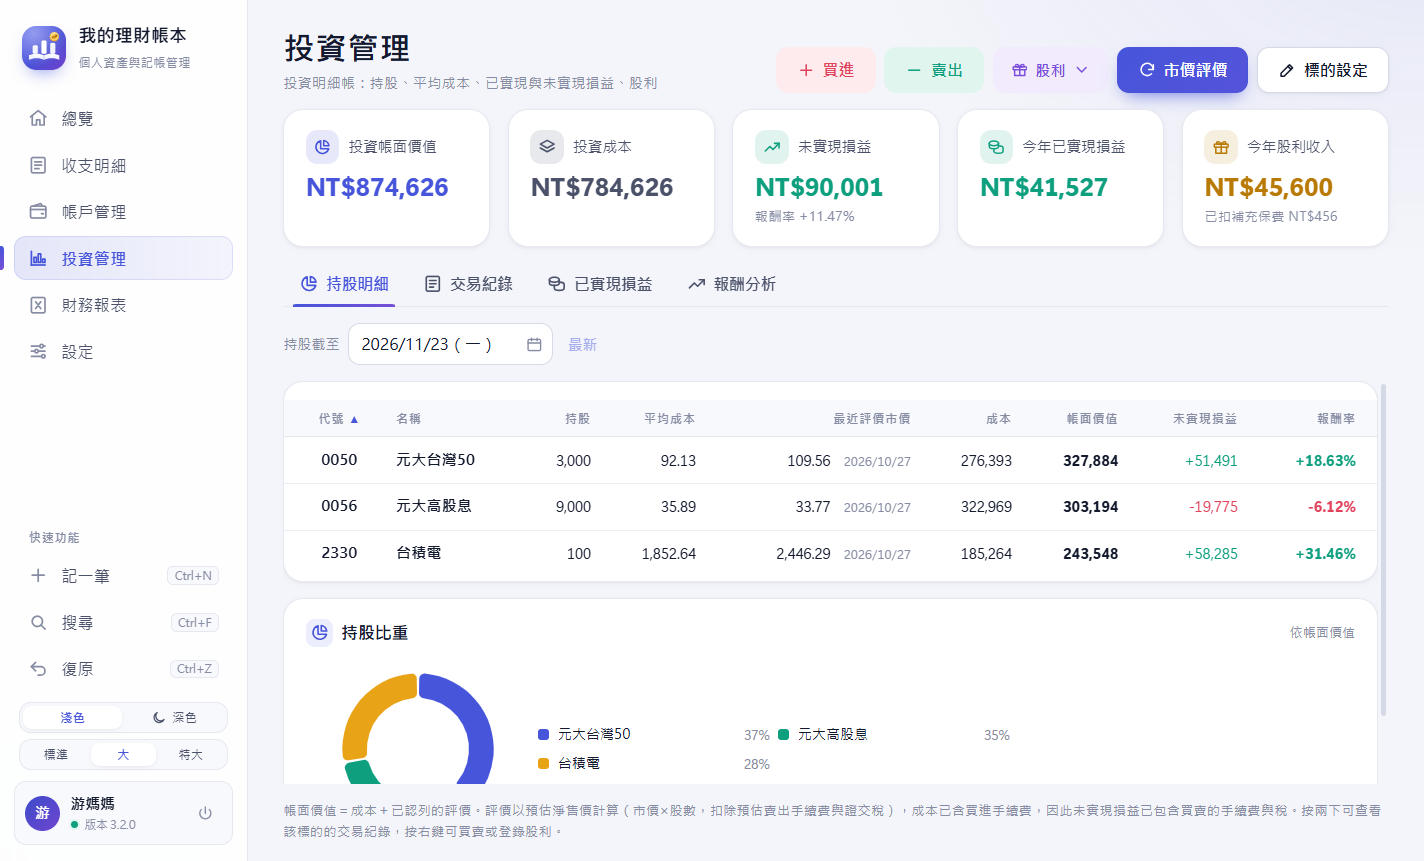 我的理財帳本
個人資產與記帳管理
總覽
收支明細
帳戶管理
投資管理
財務報表
設定
快速功能
記一筆 Ctrl+N
搜尋 Ctrl+F
復原 Ctrl+Z
淺色 深色
標準 大 特大
游 游媽媽
版本 3.2.0
投資管理
投資明細帳：持股、平均成本、已實現與未實現損益、股利
買進 賣出 股利 市價評價 標的設定
投資帳面價值
NT$874,626
投資成本
NT$784,626
未實現損益
NT$90,001
報酬率 +11.47%
今年已實現損益
NT$41,527
今年股利收入
NT$45,600
已扣補充保費 NT$456
持股明細 交易紀錄 已實現損益 報酬分析
持股截至 2026/11/23（一） 最新
代號 ▲ 名稱 持股 平均成本 最近評價市價 成本 帳面價值 未實現損益 報酬率
0050 元大台灣50 3,000 92.13 109.56 2026/10/27 276,393 327,884 +51,491 +18.63%
0056 元大高股息 9,000 35.89 33.77 2026/10/27 322,969 303,194 -19,775 -6.12%
2330 台積電 100 1,852.64 2,446.29 2026/10/27 185,264 243,548 +58,285 +31.46%
持股比重 依帳面價值
元大台灣50 37% 元大高股息 35%
台積電 28%
帳面價值＝成本＋已認列的評價。評價以預估淨售價計算（市價×股數，扣除預估賣出手續費與證交稅），成本已含買進手續費，因此未實現損益已包含買賣的手續費與稅。按兩下可查看
該標的的交易紀錄，按右鍵可買賣或登錄股利。